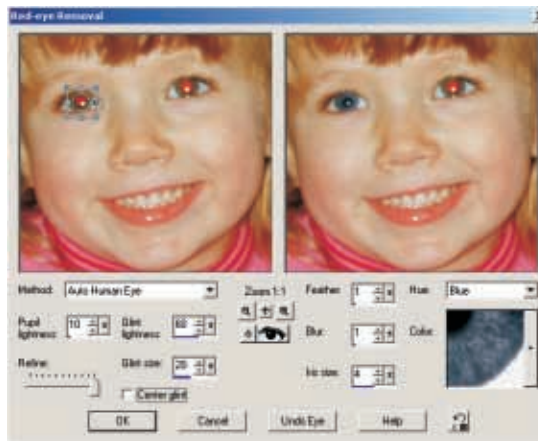 Red-eye Removal
Method: Auto Human Eye Zoom 1:1 Feather: 1 Hue: Blue
Pupil lightness: 10 Glint lightness: 60 Blur: 1 Color:
Refine: Glint size: 25 Iris size: 4
Center glint
OK Cancel Undo Eye Help